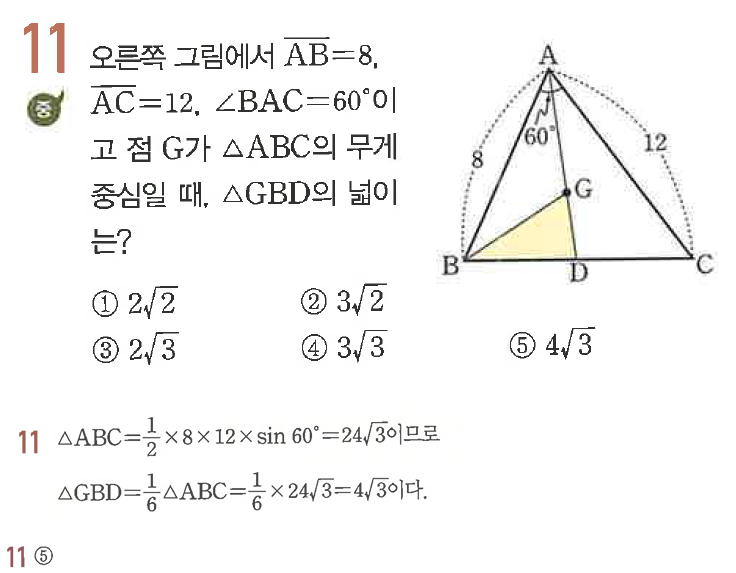 11 오른쪽 그림에서 \overline{AB}=8,
중 \overline{AC}=12, ∠BAC=60°이
고 점 G가 △ABC의 무게
중심일 때, △GBD의 넓이
는?
A
60°
8
12
G
B
D
C
① 2√2 ② 3√2
③ 2√3 ④ 3√3 ⑤ 4√3
11 △ABC=1/2×8×12×sin 60°=24√3이므로
△GBD=1/6△ABC=1/6×24√3=4√3이다.
11 ⑤